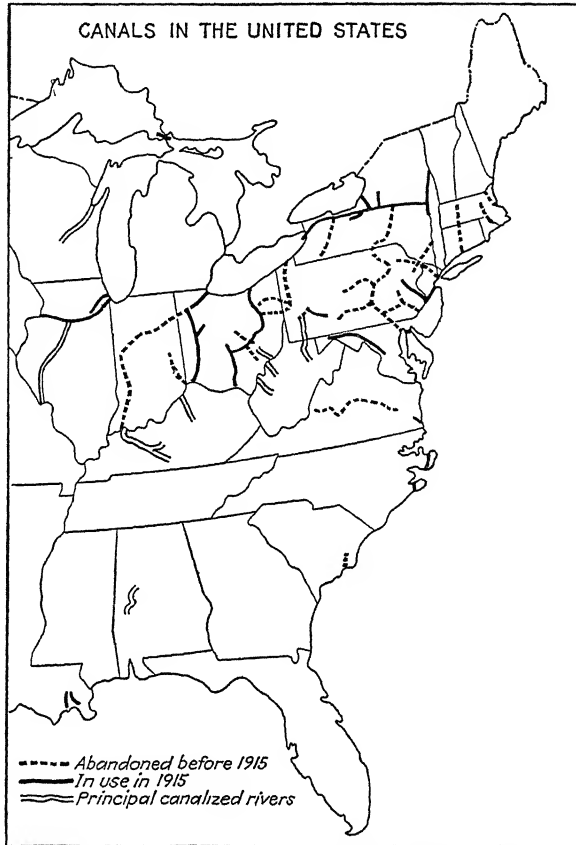 CANALS IN THE UNITED STATES
Abandoned before 1915
In use in 1915
Principal canalized rivers